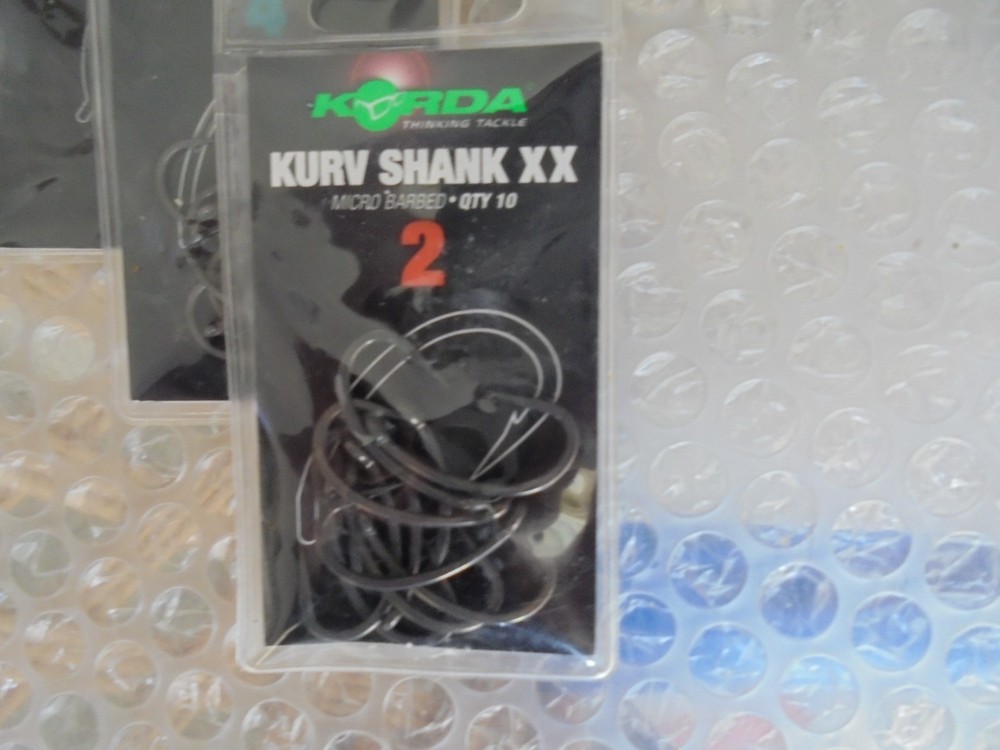 KORDA
THINKING TACKLE
KURV SHANK XX
MICRO BARBED • QTY 10
2